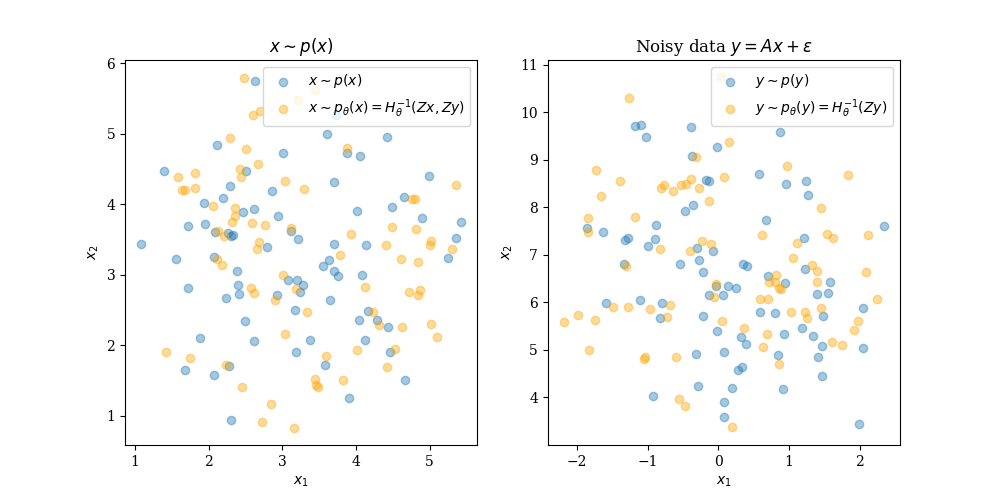 x ~ p(x)
x ~ p(x)
x ~ p_θ(x) = H_θ^{-1}(Zx, Zy)
6
5
4
3
2
1
x_2
1 2 3 4 5
x_1
Noisy data y = Ax + ε
y ~ p(y)
y ~ p_θ(y) = H_θ^{-1}(Zy)
11
10
9
8
7
6
5
4
x_2
−2 −1 0 1 2
x_1